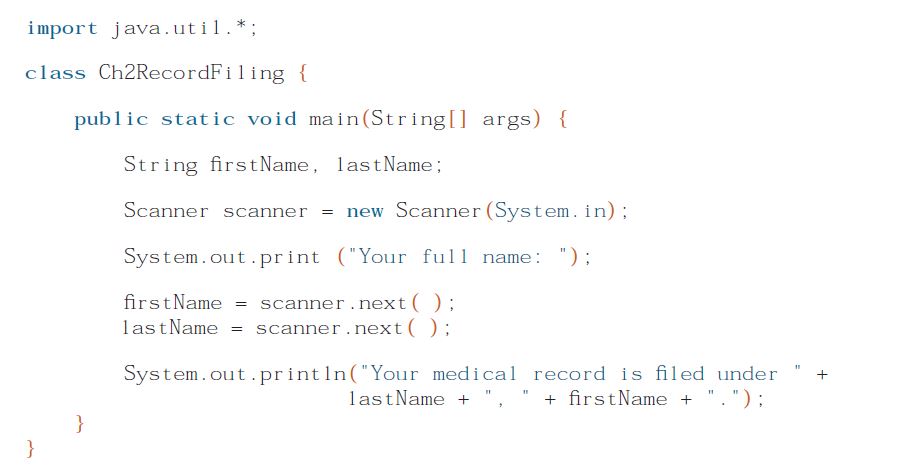 import java.util.*;
class Ch2RecordFiling {
public static void main(String[] args) {
String firstName, lastName;
Scanner scanner = new Scanner(System.in);
System.out.print ("Your full name: ");
firstName = scanner.next( );
lastName = scanner.next( );
System.out.println("Your medical record is filed under " +
lastName + ", " + firstName + ".");
}
}